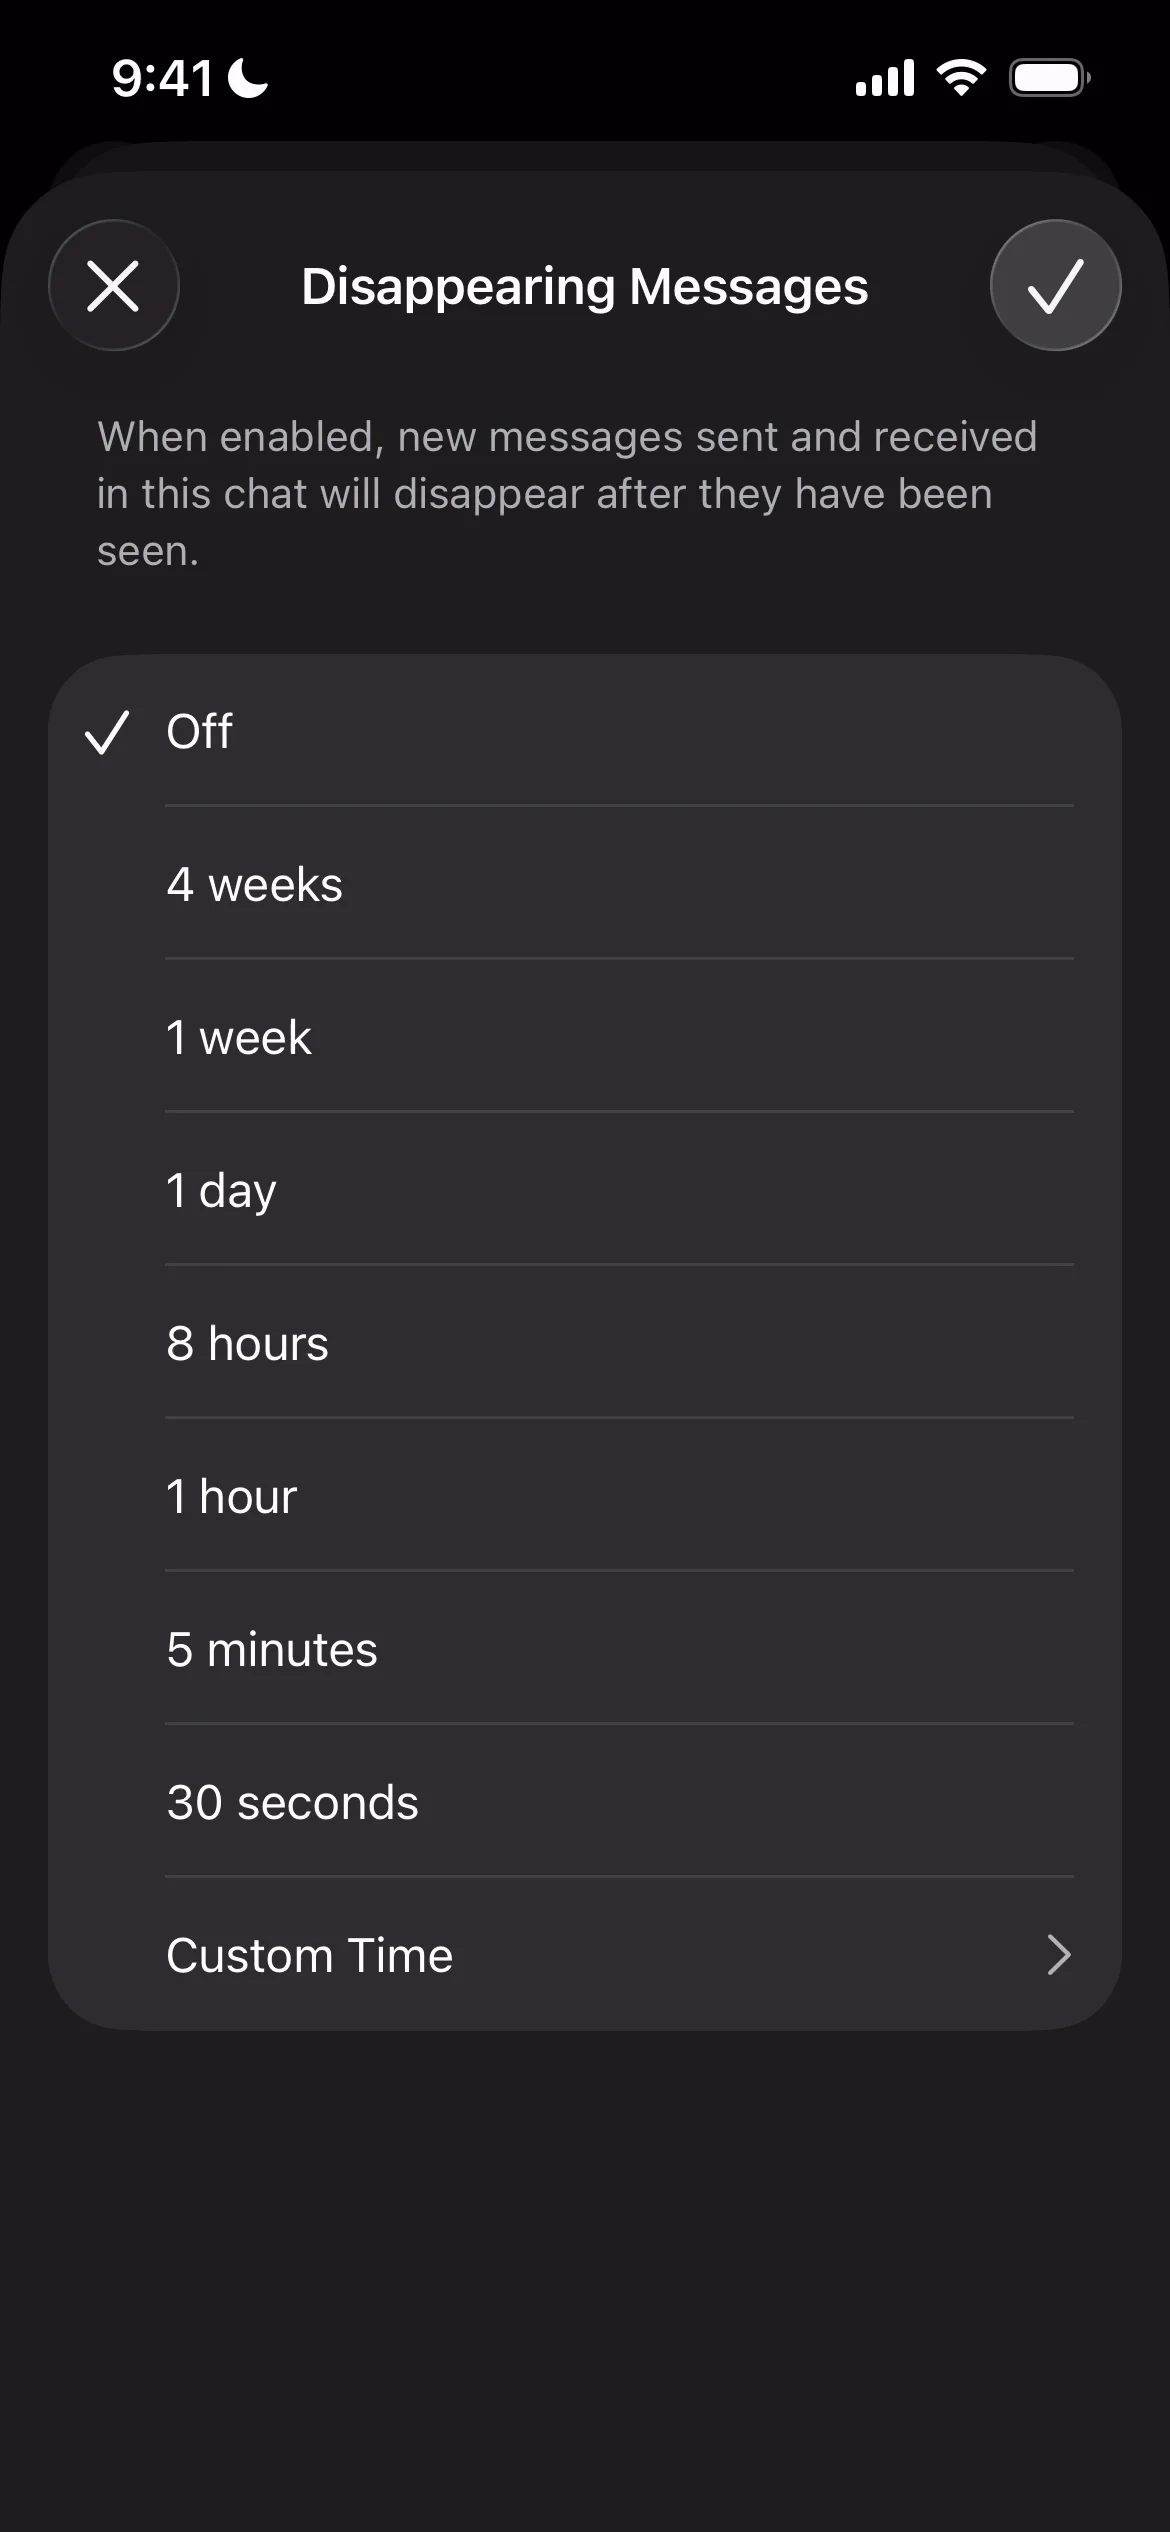 9:41
Disappearing Messages
When enabled, new messages sent and received
in this chat will disappear after they have been
seen.
Off
4 weeks
1 week
1 day
8 hours
1 hour
5 minutes
30 seconds
Custom Time